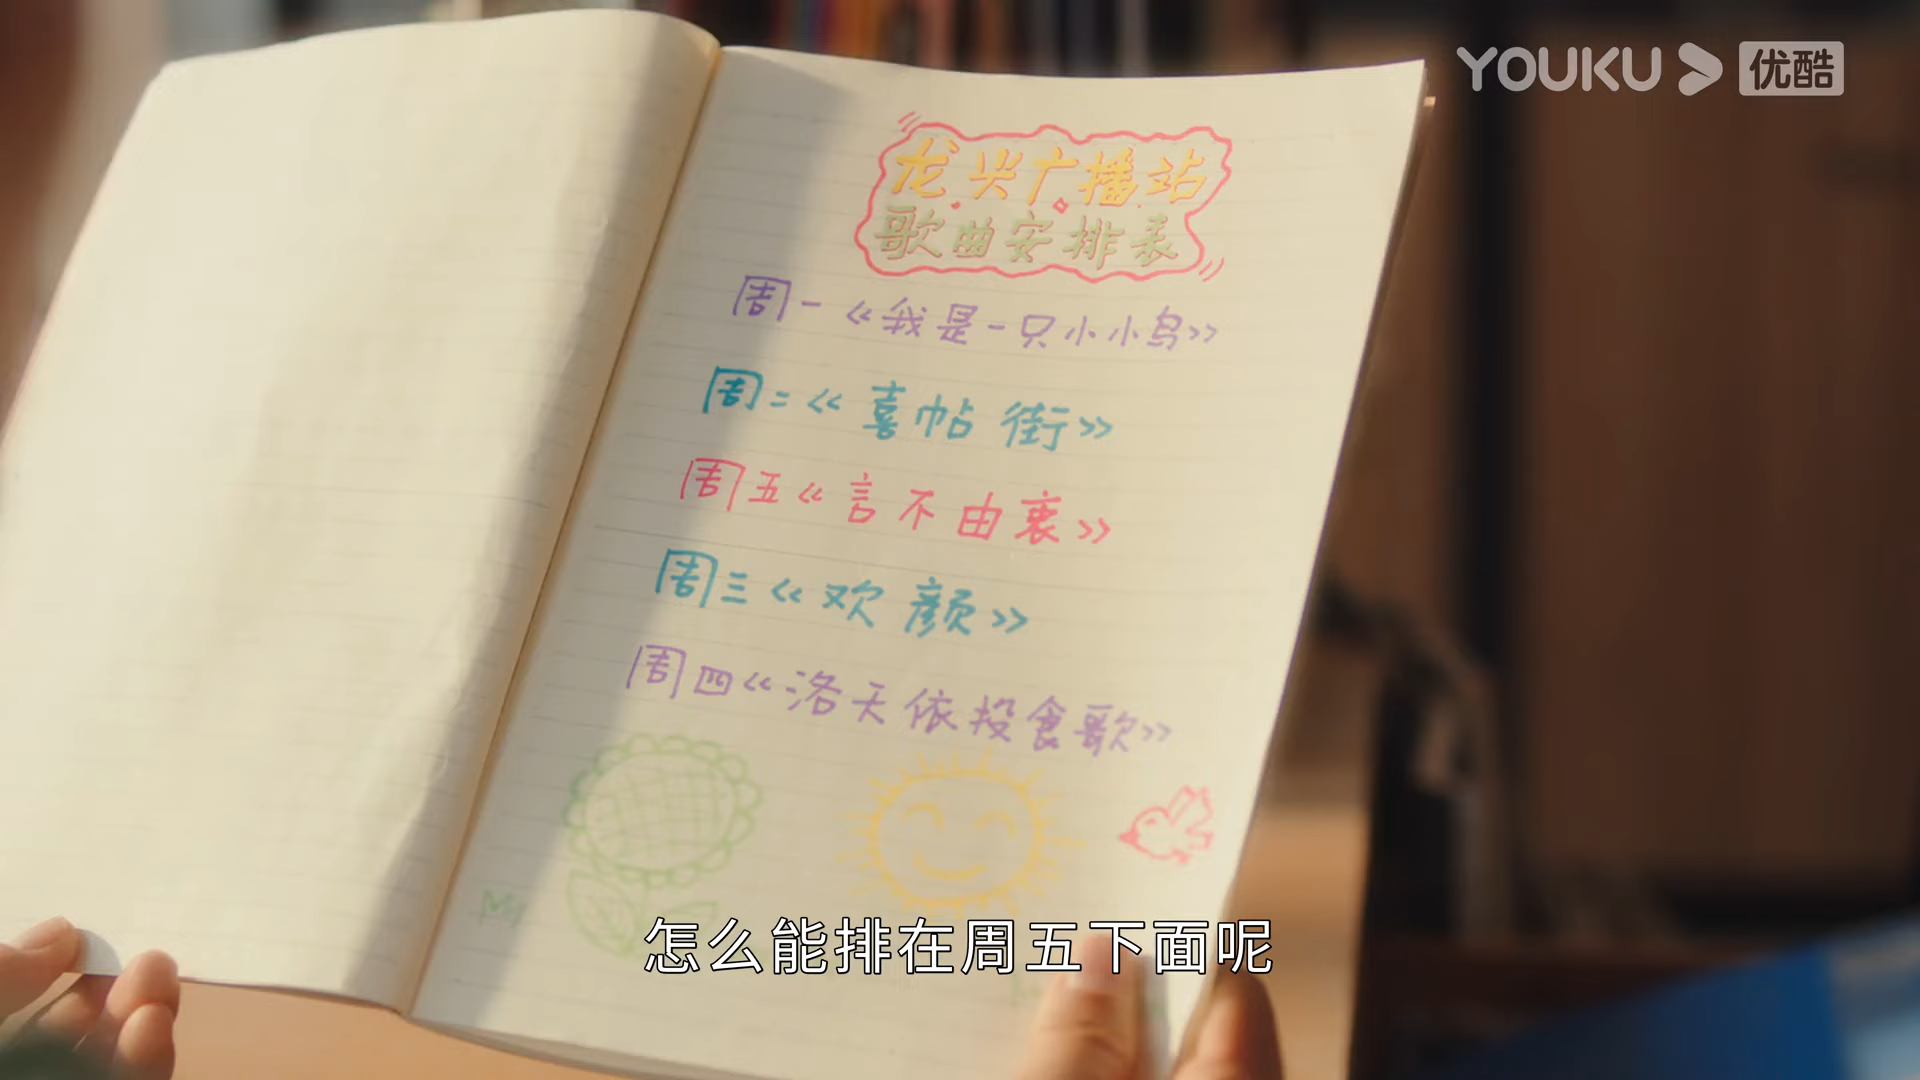 YOUKU 优酷
龙头广播站
歌曲安排表
周一《我是一只小小鸟》
周二《喜帖街》
周五《言不由衷》
周三《欢颜》
周四《洛天依投食歌》
怎么能排在周五下面呢